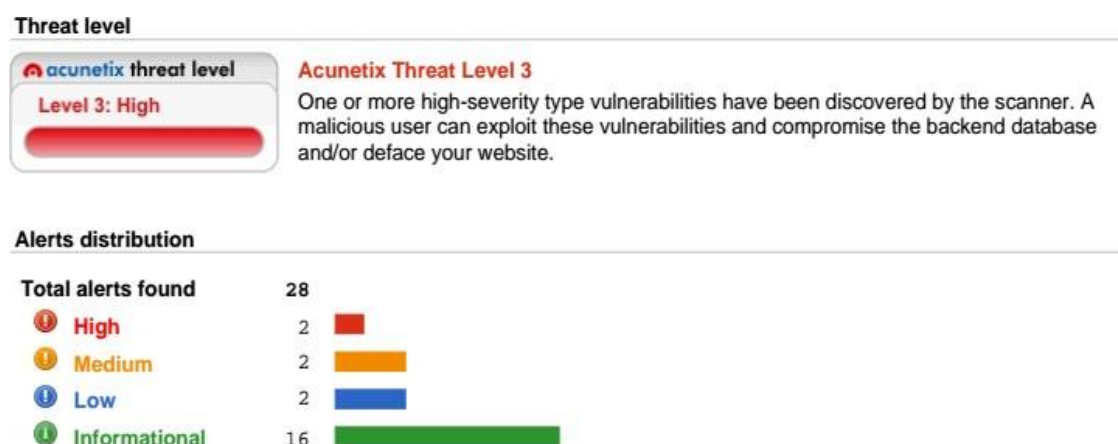 Threat level
acunetix threat level
Level 3: High
Acunetix Threat Level 3
One or more high-severity type vulnerabilities have been discovered by the scanner. A
malicious user can exploit these vulnerabilities and compromise the backend database
and/or deface your website.
Alerts distribution
Total alerts found 28
High 2
Medium 2
Low 2
Informational 16